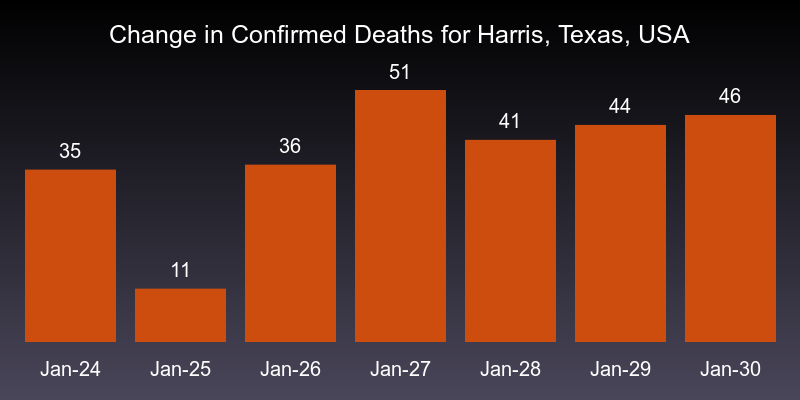 Change in Confirmed Deaths for Harris, Texas, USA
35
11
36
51
41
44
46
Jan-24
Jan-25
Jan-26
Jan-27
Jan-28
Jan-29
Jan-30